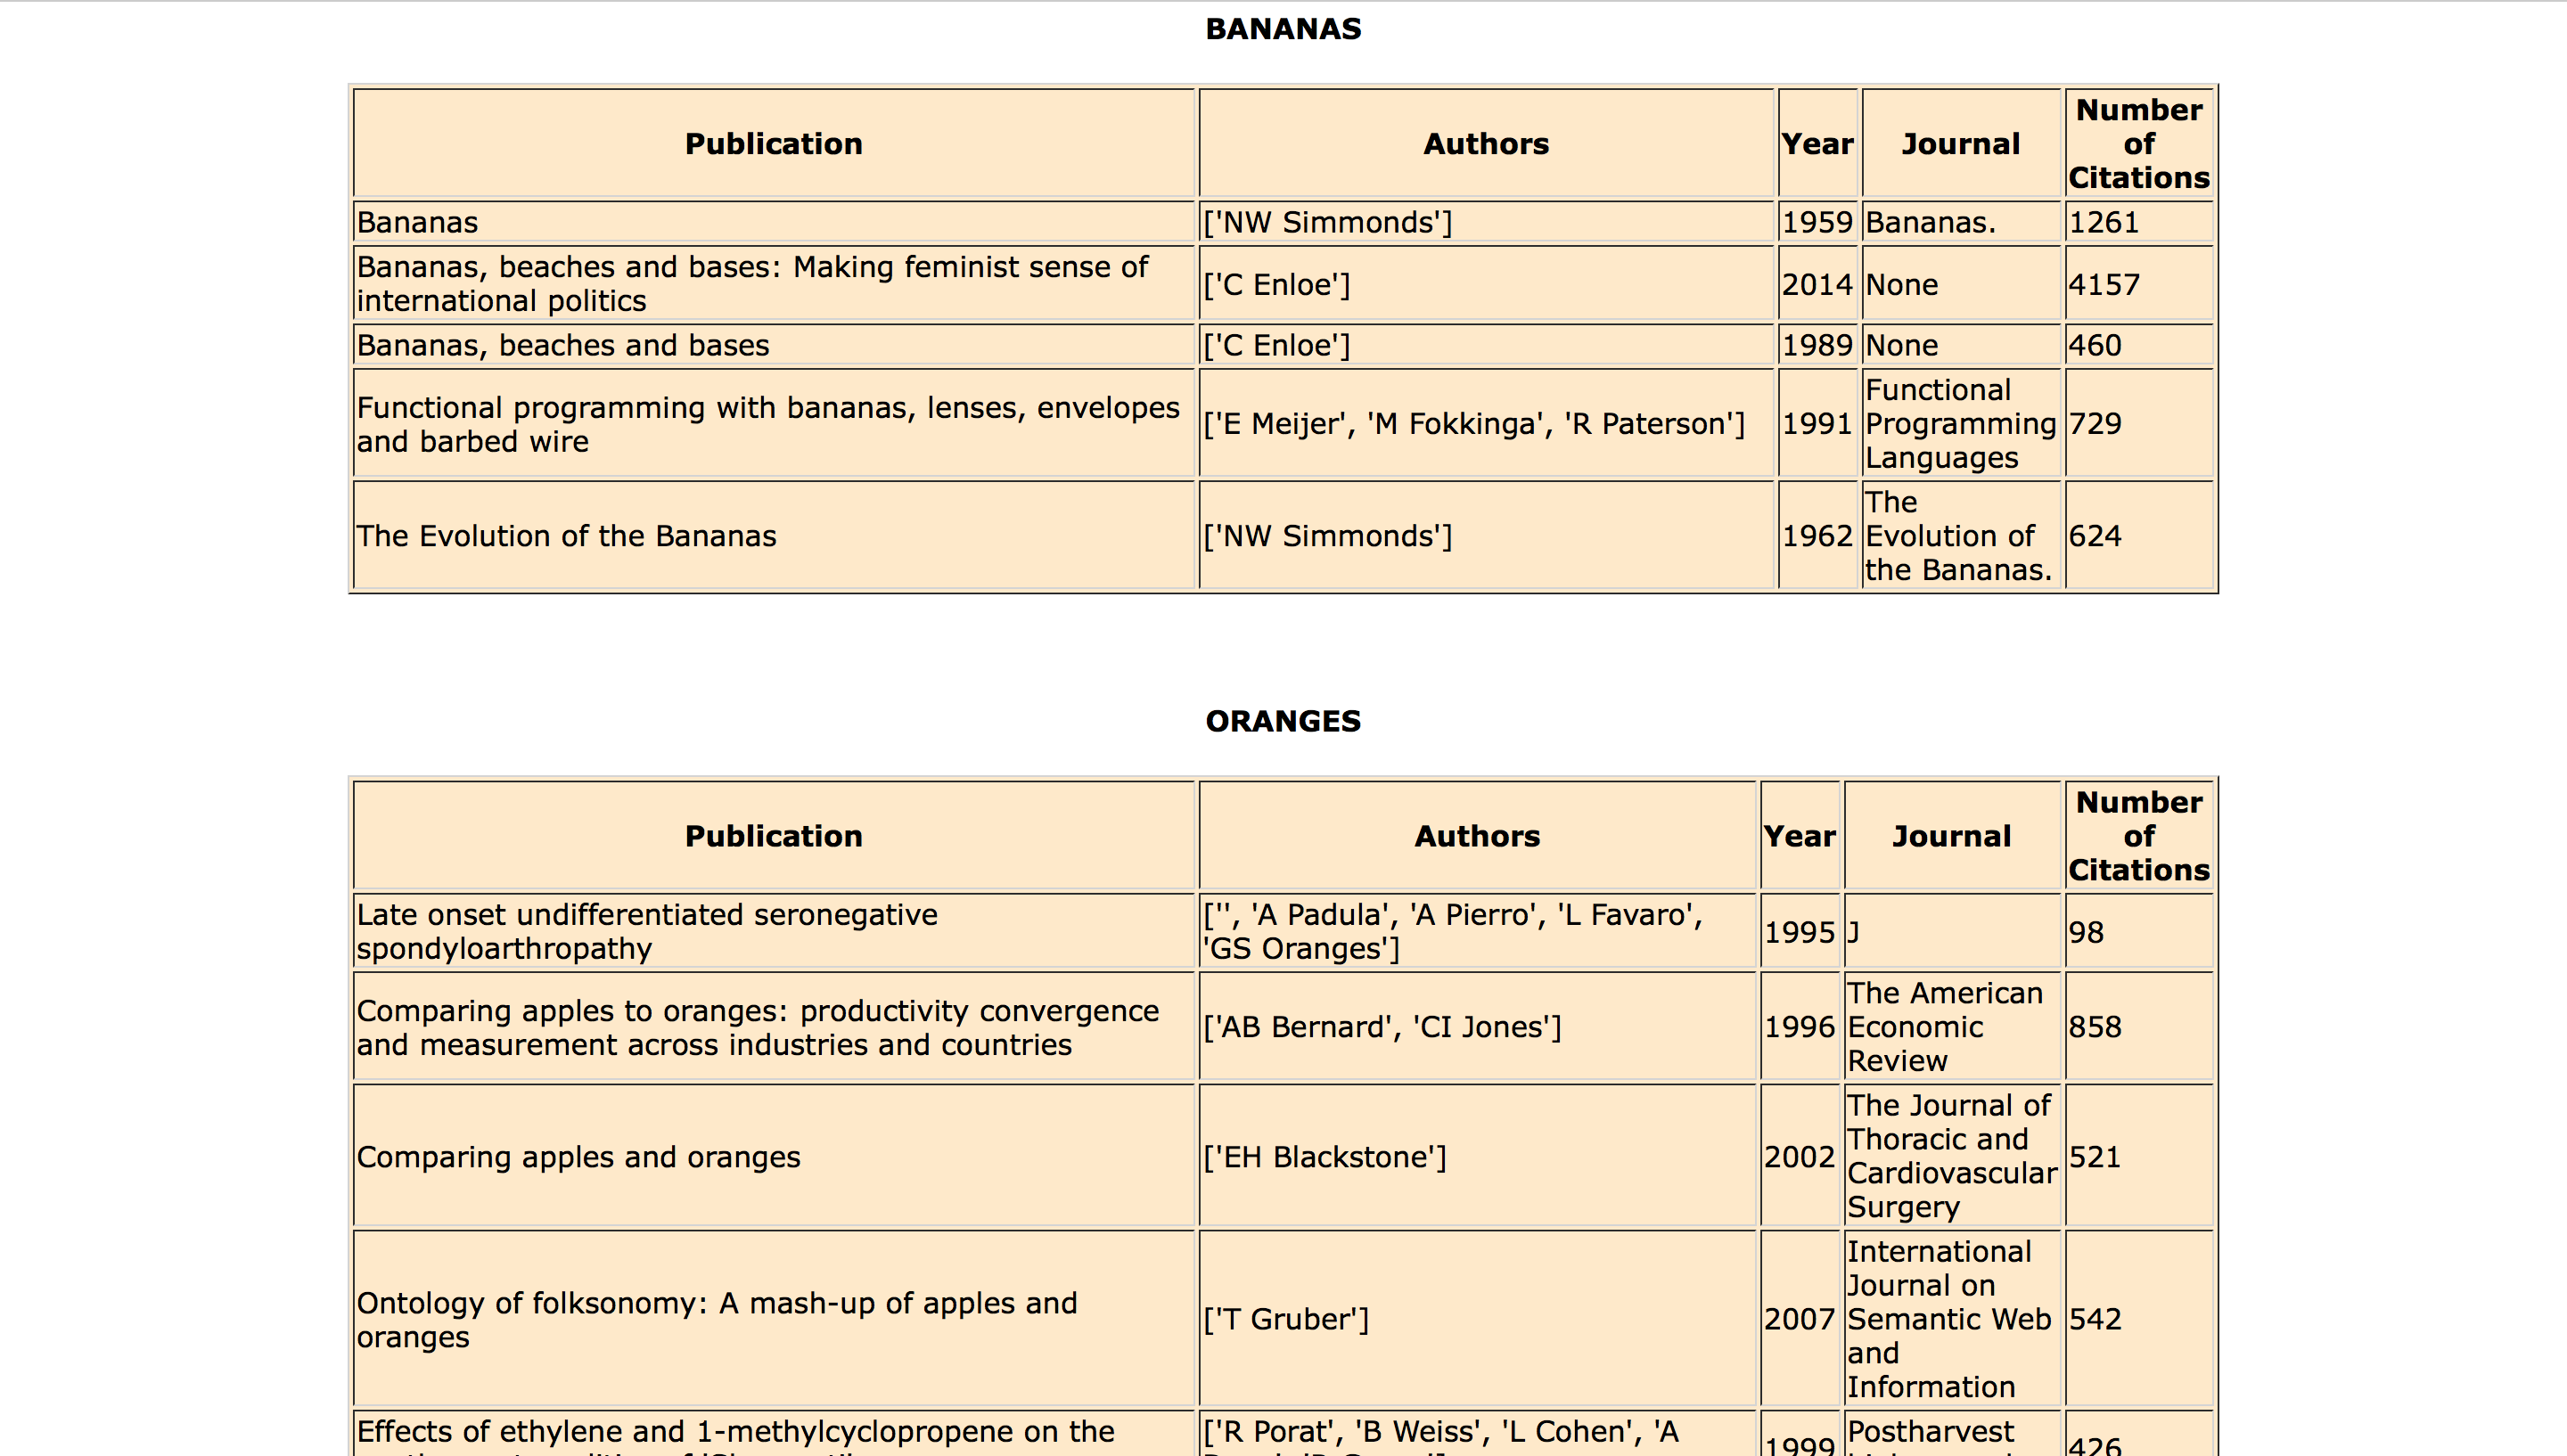 BANANAS
Publication
Authors
Year
Journal
Number
of
Citations
Bananas
['NW Simmonds']
1959
Bananas.
1261
Bananas, beaches and bases: Making feminist sense of
international politics
['C Enloe']
2014
None
4157
Bananas, beaches and bases
['C Enloe']
1989
None
460
Functional programming with bananas, lenses, envelopes
and barbed wire
['E Meijer', 'M Fokkinga', 'R Paterson']
1991
Functional
Programming
Languages
729
The Evolution of the Bananas
['NW Simmonds']
1962
The
Evolution of
the Bananas.
624
ORANGES
Publication
Authors
Year
Journal
Number
of
Citations
Late onset undifferentiated seronegative
spondyloarthropathy
['', 'A Padula', 'A Pierro', 'L Favaro',
'GS Oranges']
1995
J
98
Comparing apples to oranges: productivity convergence
and measurement across industries and countries
['AB Bernard', 'CI Jones']
1996
The American
Economic
Review
858
Comparing apples and oranges
['EH Blackstone']
2002
The Journal of
Thoracic and
Cardiovascular
Surgery
521
Ontology of folksonomy: A mash-up of apples and
oranges
['T Gruber']
2007
International
Journal on
Semantic Web
and
Information
542
Effects of ethylene and 1-methylcyclopropene on the
['R Porat', 'B Weiss', 'L Cohen', 'A
1999
Postharvest
426